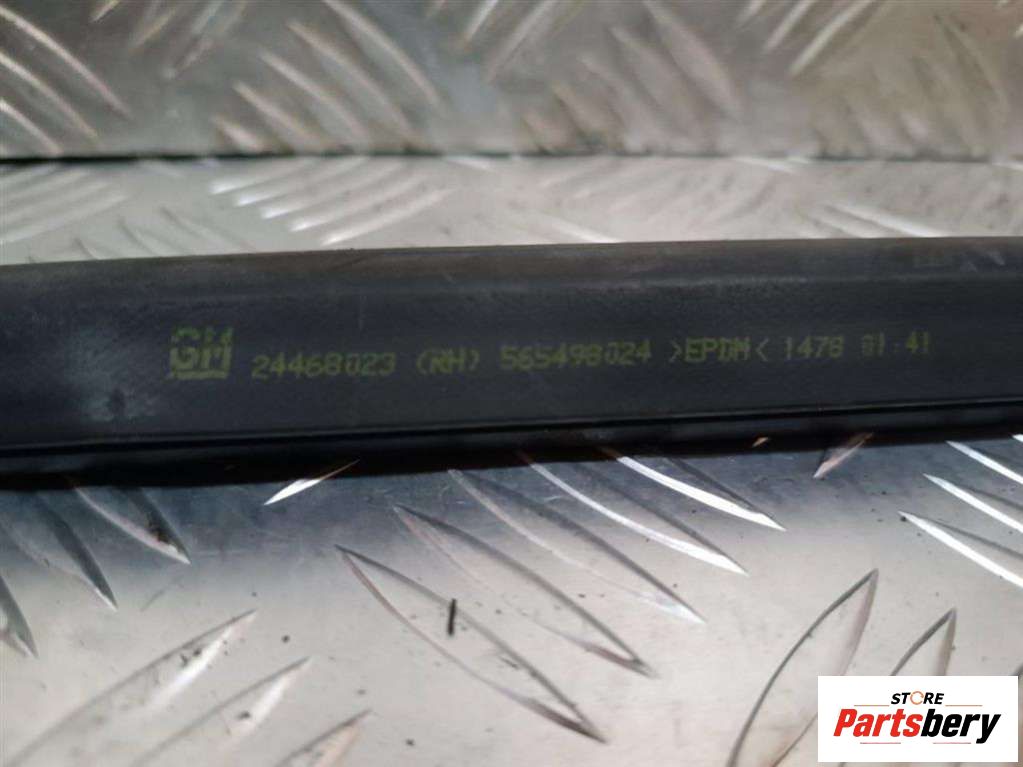 GM 24468023 (RH) 565498024 >EPDM< 1478 01.41
STORE
Partsbery